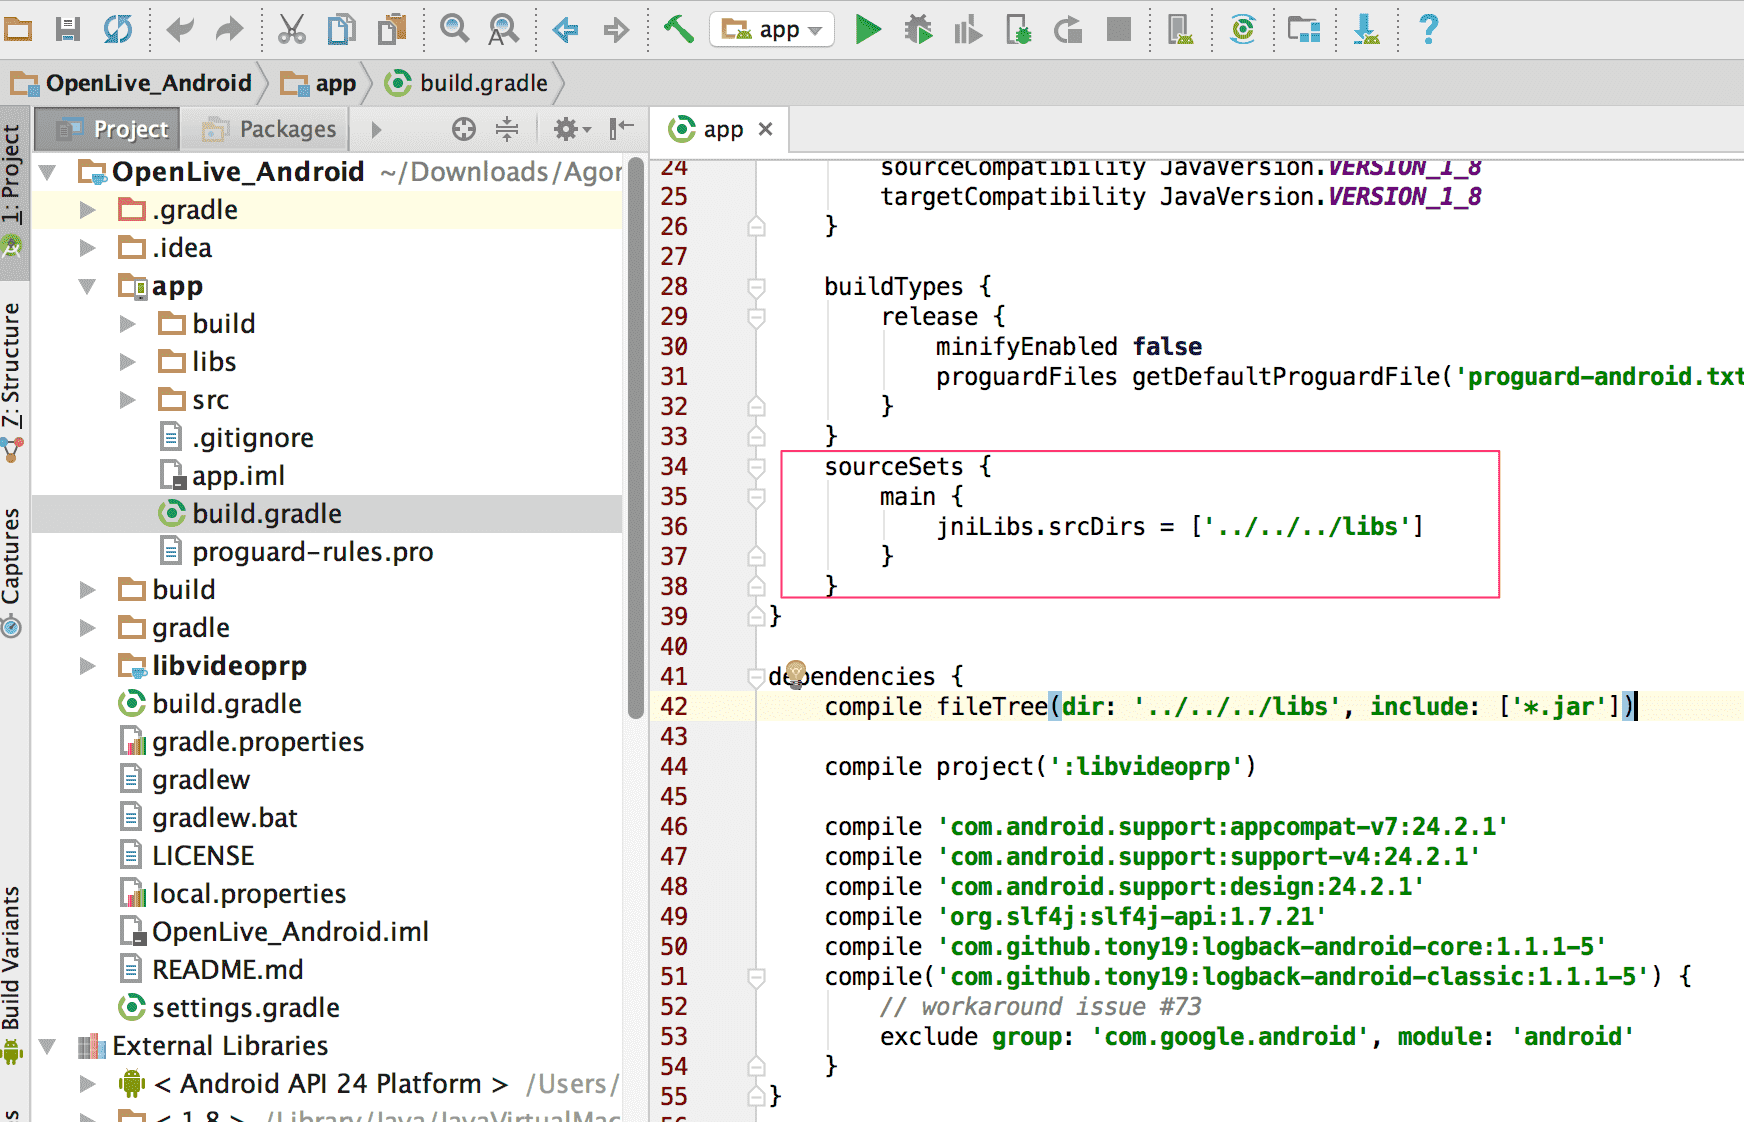 app
OpenLive_Android
app
build.gradle
1: Project
7: Structure
Captures
Build Variants
Project
Packages
OpenLive_Android ~/Downloads/Agor
.gradle
.idea
app
build
libs
src
.gitignore
app.iml
build.gradle
proguard-rules.pro
build
gradle
libvideoprp
build.gradle
gradle.properties
gradlew
gradlew.bat
LICENSE
local.properties
OpenLive_Android.iml
README.md
settings.gradle
External Libraries
< Android API 24 Platform > /Users/
< 1.8 > /Library/Java/JavaVirtualMac
app
24 sourceCompatibility JavaVersion.VERSION_1_8
25 targetCompatibility JavaVersion.VERSION_1_8
26 }
27
28 buildTypes {
29 release {
30 minifyEnabled false
31 proguardFiles getDefaultProguardFile('proguard-android.txt
32 }
33 }
34 sourceSets {
35 main {
36 jniLibs.srcDirs = ['../../../libs']
37 }
38 }
39 }
40
41 dependencies {
42 compile fileTree(dir: '../../../libs', include: ['*.jar'])
43
44 compile project(':libvideoprp')
45
46 compile 'com.android.support:appcompat-v7:24.2.1'
47 compile 'com.android.support:support-v4:24.2.1'
48 compile 'com.android.support:design:24.2.1'
49 compile 'org.slf4j:slf4j-api:1.7.21'
50 compile 'com.github.tony19:logback-android-core:1.1.1-5'
51 compile('com.github.tony19:logback-android-classic:1.1.1-5') {
52 // workaround issue #73
53 exclude group: 'com.google.android', module: 'android'
54 }
55 }